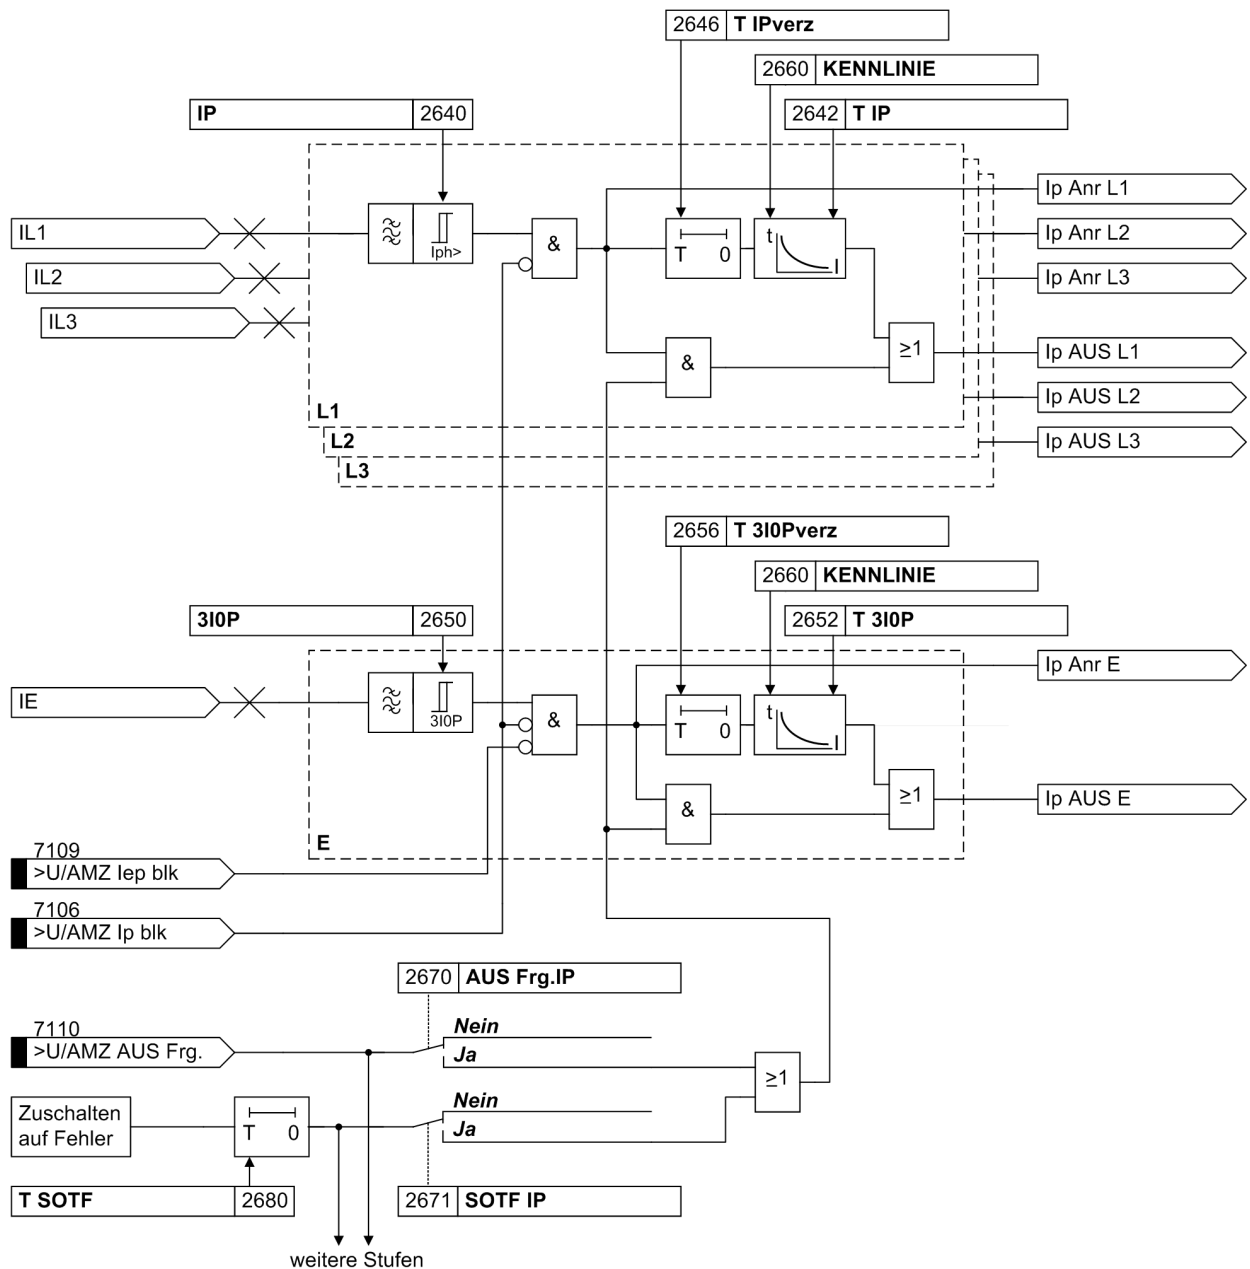 2646 T IPverz
2660 KENNLINIE
IP 2640
2642 T IP
Ip Anr L1
IL1
Iph>
&
T 0
t
I
Ip Anr L2
IL2
Ip Anr L3
IL3
&
≥1
Ip AUS L1
Ip AUS L2
L1
L2
Ip AUS L3
L3
2656 T 3I0Pverz
2660 KENNLINIE
3I0P 2650
2652 T 3I0P
Ip Anr E
IE
3I0P
&
T 0
t
I
&
≥1
Ip AUS E
E
7109
>U/AMZ Iep blk
7106
>U/AMZ Ip blk
2670 AUS Frg.IP
7110
>U/AMZ AUS Frg.
Nein
Ja
≥1
Zuschalten
auf Fehler
T 0
Nein
Ja
T SOTF 2680
2671 SOTF IP
weitere Stufen